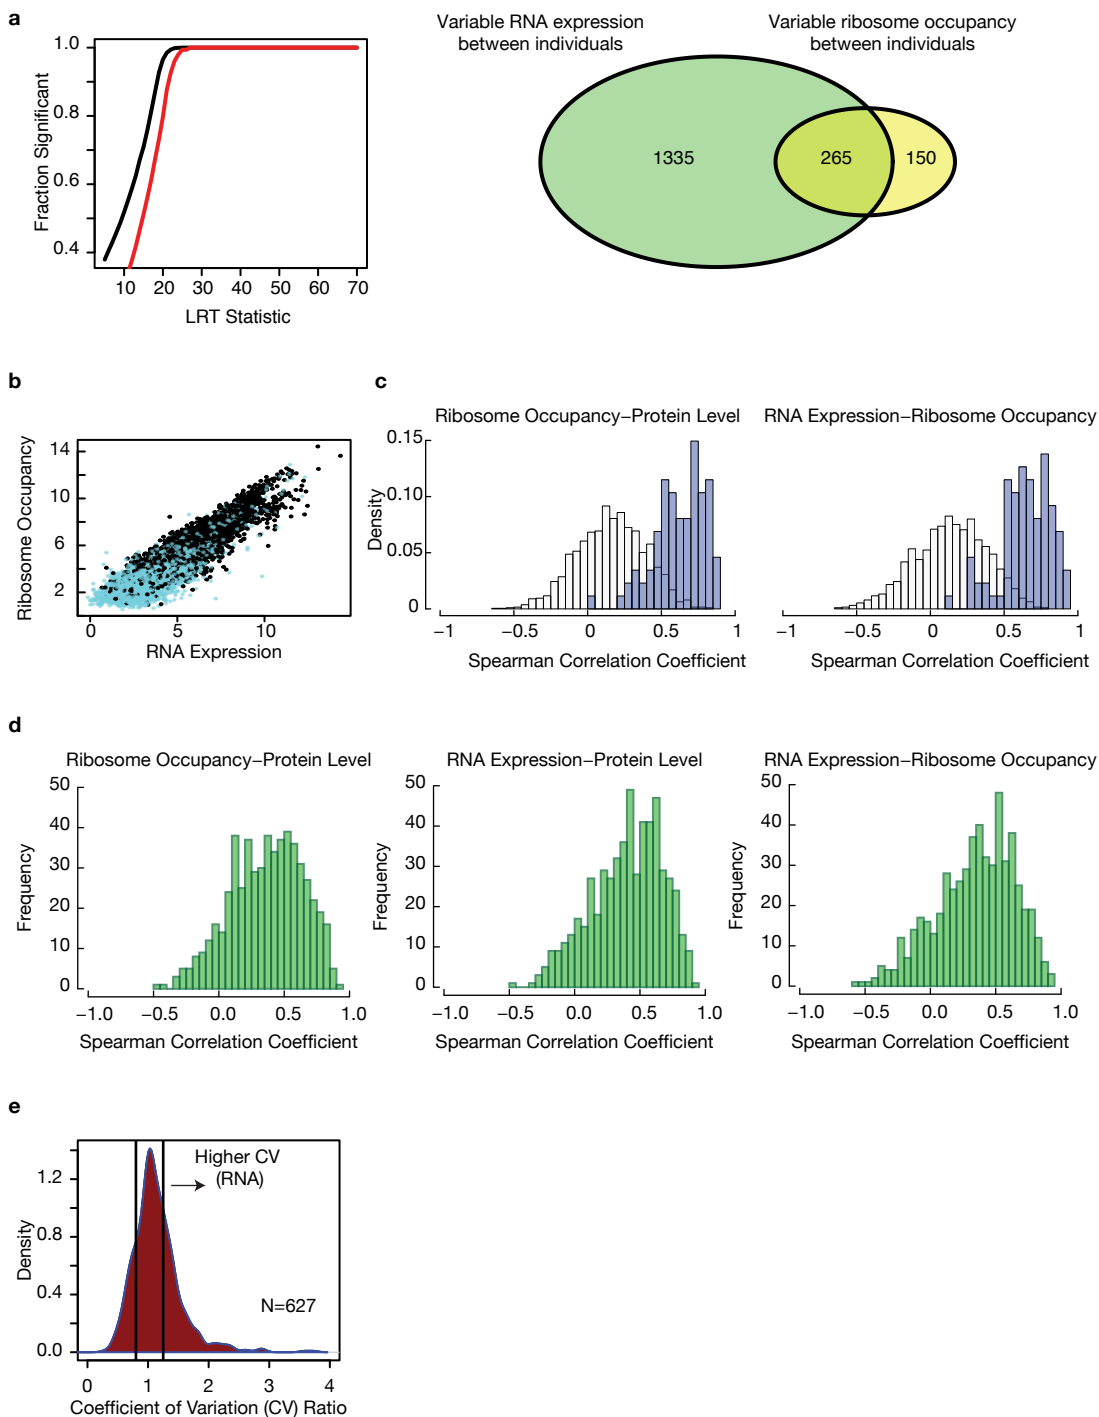 a
Variable RNA expression
between individuals
Variable ribosome occupancy
between individuals
1.0
0.8
0.6
0.4
Fraction Significant
10 20 30 40 50 60 70
LRT Statistic
1335
265
150
b
14
10
6
2
Ribosome Occupancy
0 5 10
RNA Expression
c
Ribosome Occupancy–Protein Level
0.15
0.10
0.05
0
Density
−1 −0.5 0 0.5 1
Spearman Correlation Coefficient
RNA Expression–Ribosome Occupancy
−1 −0.5 0 0.5 1
Spearman Correlation Coefficient
d
Ribosome Occupancy–Protein Level
50
40
30
20
10
0
Frequency
−1.0 −0.5 0.0 0.5 1.0
Spearman Correlation Coefficient
RNA Expression–Protein Level
50
40
30
20
10
0
Frequency
−1.0 −0.5 0.0 0.5 1.0
Spearman Correlation Coefficient
RNA Expression–Ribosome Occupancy
50
40
30
20
10
0
Frequency
−1.0 −0.5 0.0 0.5 1.0
Spearman Correlation Coefficient
e
Higher CV
(RNA)
1.2
0.8
0.4
0.0
Density
N=627
0 1 2 3 4
Coefficient of Variation (CV) Ratio